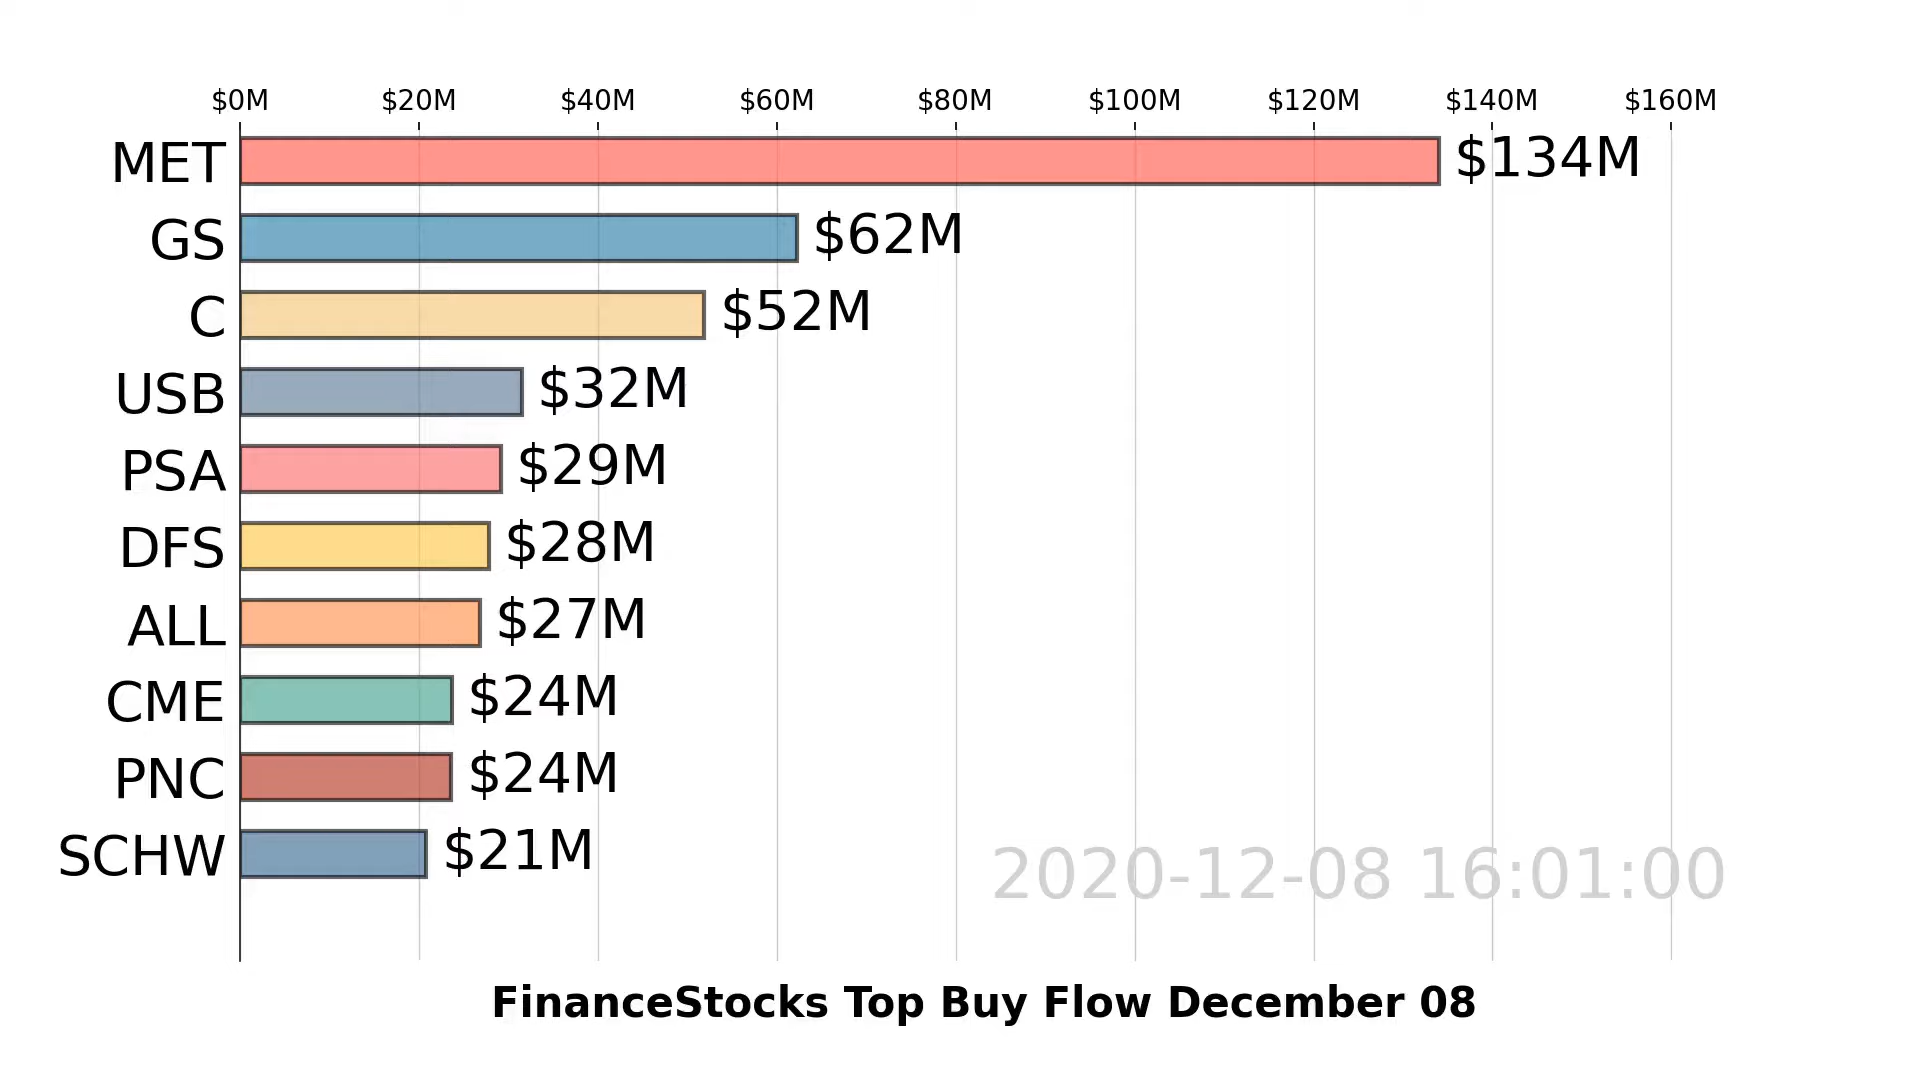 $0M $20M $40M $60M $80M $100M $120M $140M $160M
MET $134M
GS $62M
C $52M
USB $32M
PSA $29M
DFS $28M
ALL $27M
CME $24M
PNC $24M
SCHW $21M
2020-12-08 16:01:00
FinanceStocks Top Buy Flow December 08